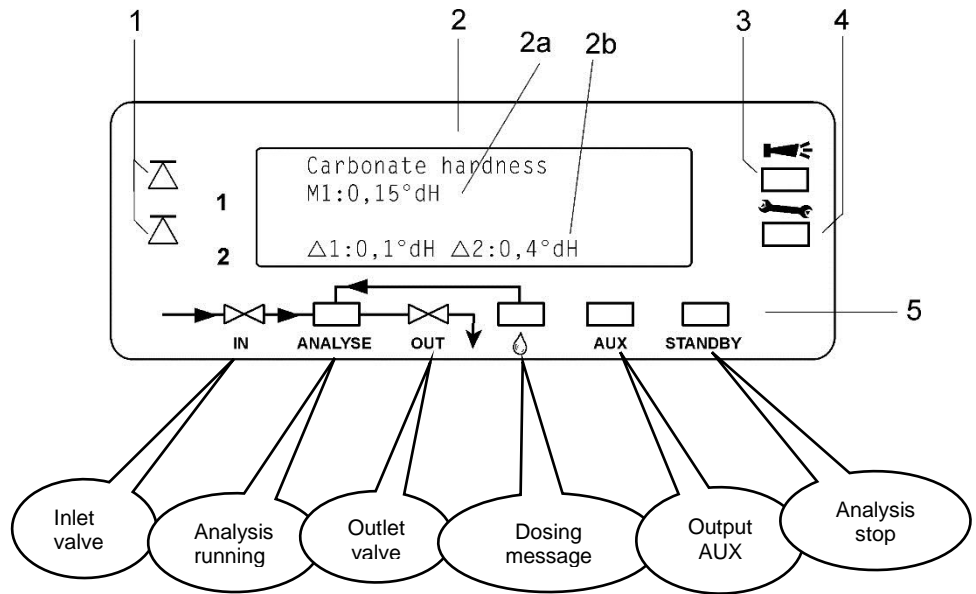 1
2
2a
2b
3
4
Carbonate hardness
M1:0,15°dH
△1:0,1°dH △2:0,4°dH
1
2
5
IN
ANALYSE
OUT
AUX
STANDBY
Inlet
valve
Analysis
running
Outlet
valve
Dosing
message
Output
AUX
Analysis
stop